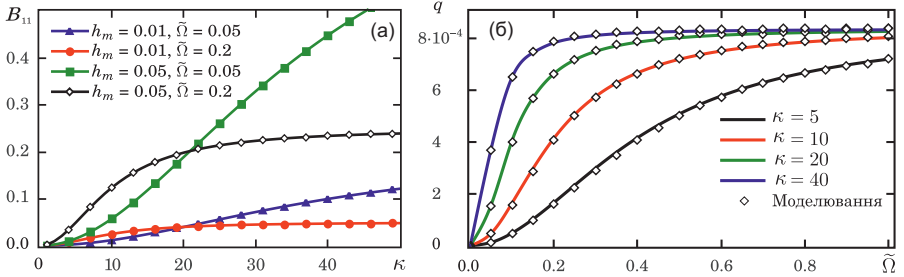 B₁₁
(а)
0.4
0.3
0.2
0.1
0.0
hₘ = 0.01, Ω̃ = 0.05
hₘ = 0.01, Ω̃ = 0.2
hₘ = 0.05, Ω̃ = 0.05
hₘ = 0.05, Ω̃ = 0.2
10
20
30
40
κ
q
(б)
8·10⁻⁴
6
4
2
0
κ = 5
κ = 10
κ = 20
κ = 40
Моделювання
0.0
0.2
0.4
0.6
0.8
Ω̃